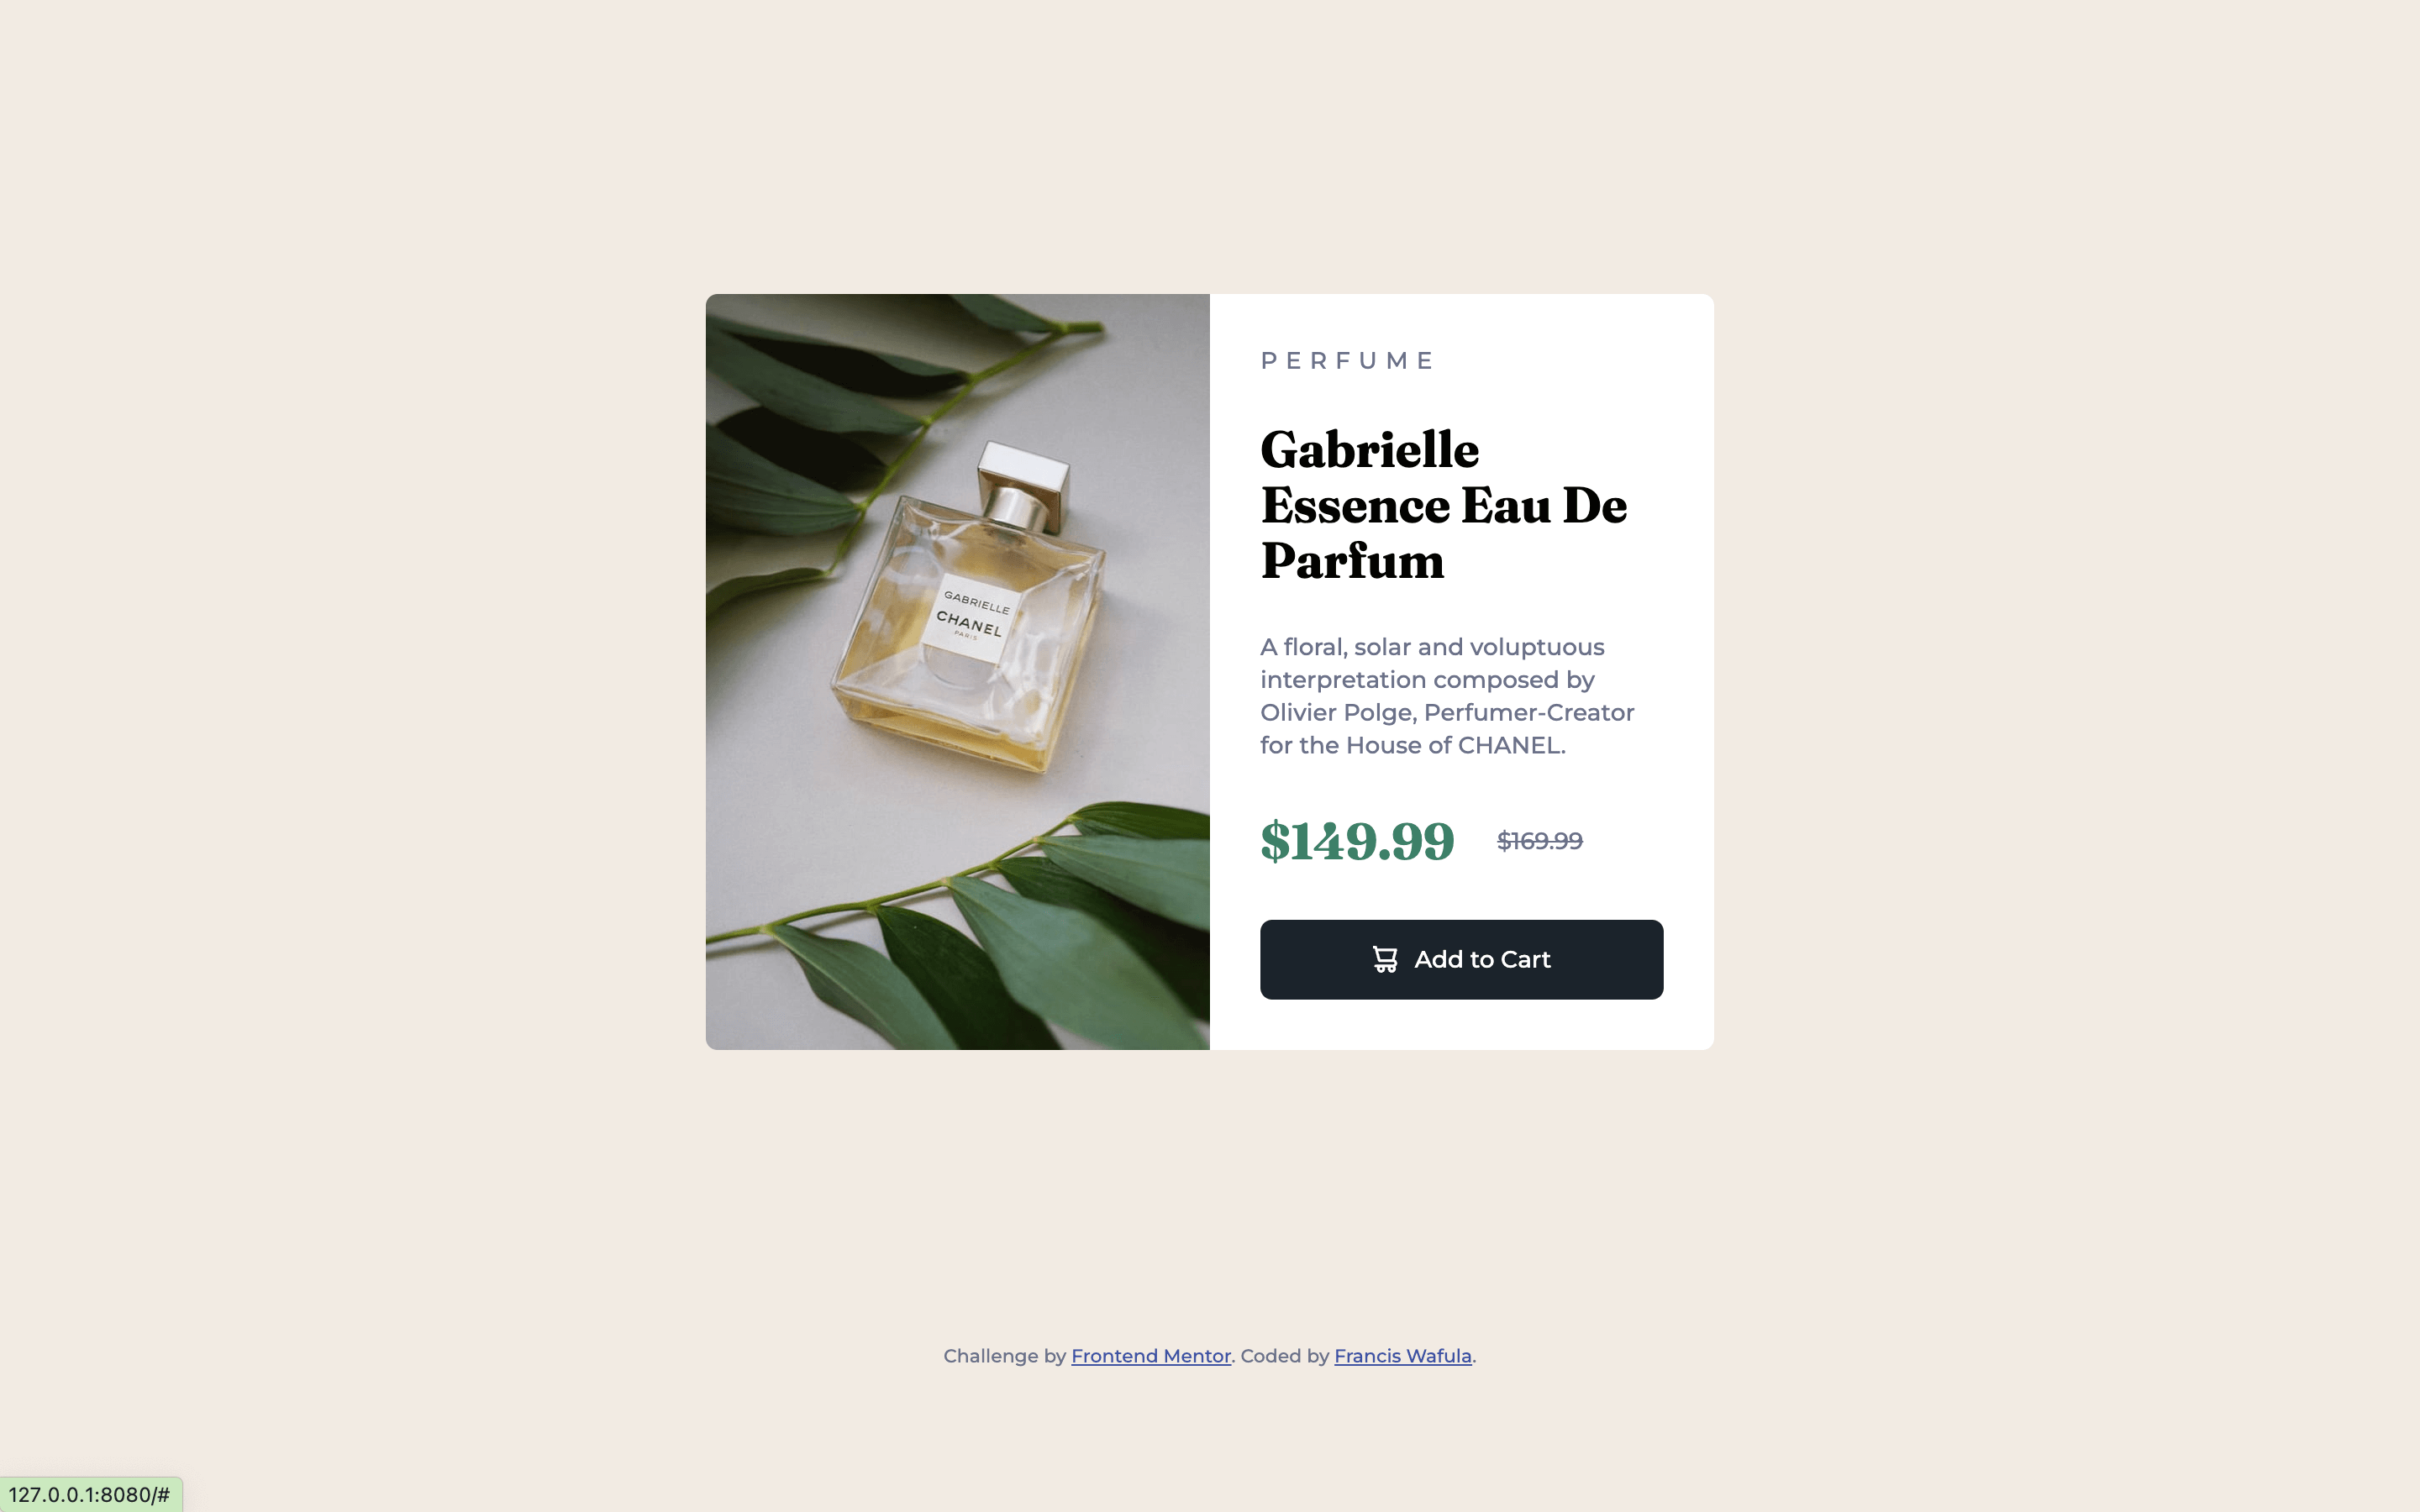 GABRIELLE
CHANEL
PARIS
PERFUME
Gabrielle
Essence Eau De
Parfum
A floral, solar and voluptuous
interpretation composed by
Olivier Polge, Perfumer-Creator
for the House of CHANEL.
$149.99 $169.99
Add to Cart
Challenge by Frontend Mentor. Coded by Francis Wafula.
127.0.0.1:8080/#